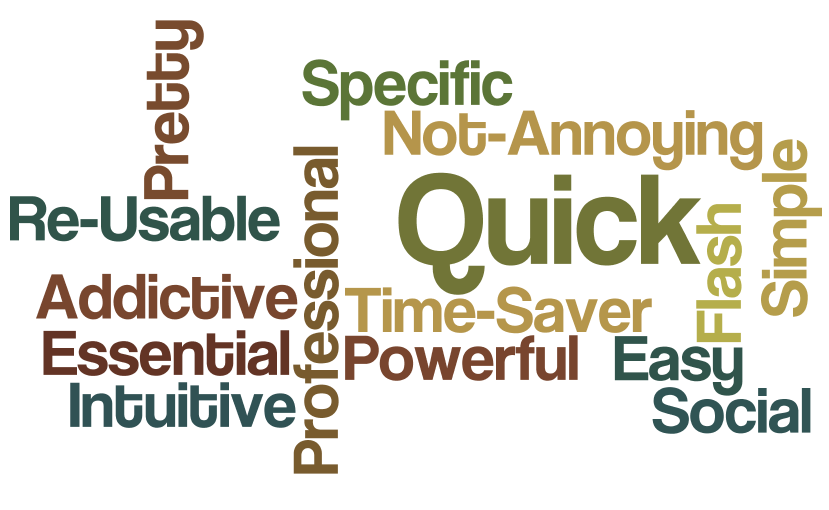 Pretty
Specific
Not-Annoying
Simple
Re-Usable
Professional
Quick
Flash
Addictive
Time-Saver
Essential
Powerful
Easy
Intuitive
Social